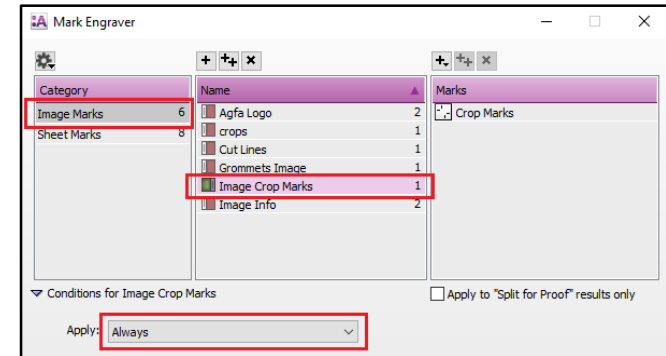 :A Mark Engraver
+ ++ × + ++ ×
Category Name Marks
Image Marks 6 Agfa Logo 2 Crop Marks
Sheet Marks 8 crops 1
Cut Lines 1
Grommets Image 1
Image Crop Marks 1
Image Info 2
Conditions for Image Crop Marks Apply to "Split for Proof" results only
Apply: Always